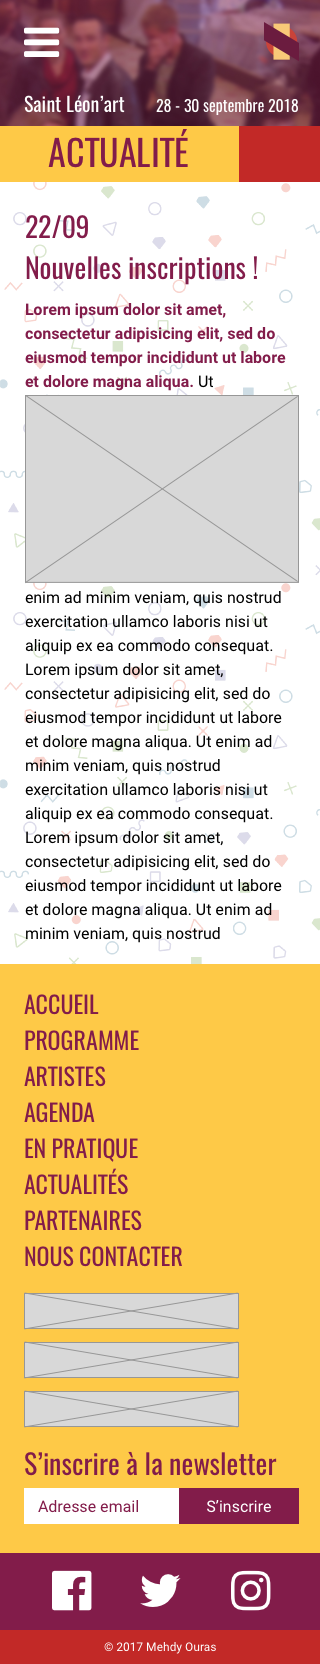 Saint Léon’art
28 - 30 septembre 2018
ACTUALITÉ
22/09
Nouvelles inscriptions !
Lorem ipsum dolor sit amet,
consectetur adipisicing elit, sed do
eiusmod tempor incididunt ut labore
et dolore magna aliqua. Ut
enim ad minim veniam, quis nostrud
exercitation ullamco laboris nisi ut
aliquip ex ea commodo consequat.
Lorem ipsum dolor sit amet,
consectetur adipisicing elit, sed do
eiusmod tempor incididunt ut labore
et dolore magna aliqua. Ut enim ad
minim veniam, quis nostrud
exercitation ullamco laboris nisi ut
aliquip ex ea commodo consequat.
Lorem ipsum dolor sit amet,
consectetur adipisicing elit, sed do
eiusmod tempor incididunt ut labore
et dolore magna aliqua. Ut enim ad
minim veniam, quis nostrud
ACCUEIL
PROGRAMME
ARTISTES
AGENDA
EN PRATIQUE
ACTUALITÉS
PARTENAIRES
NOUS CONTACTER
S’inscrire à la newsletter
Adresse email
S’inscrire
© 2017 Mehdy Ouras